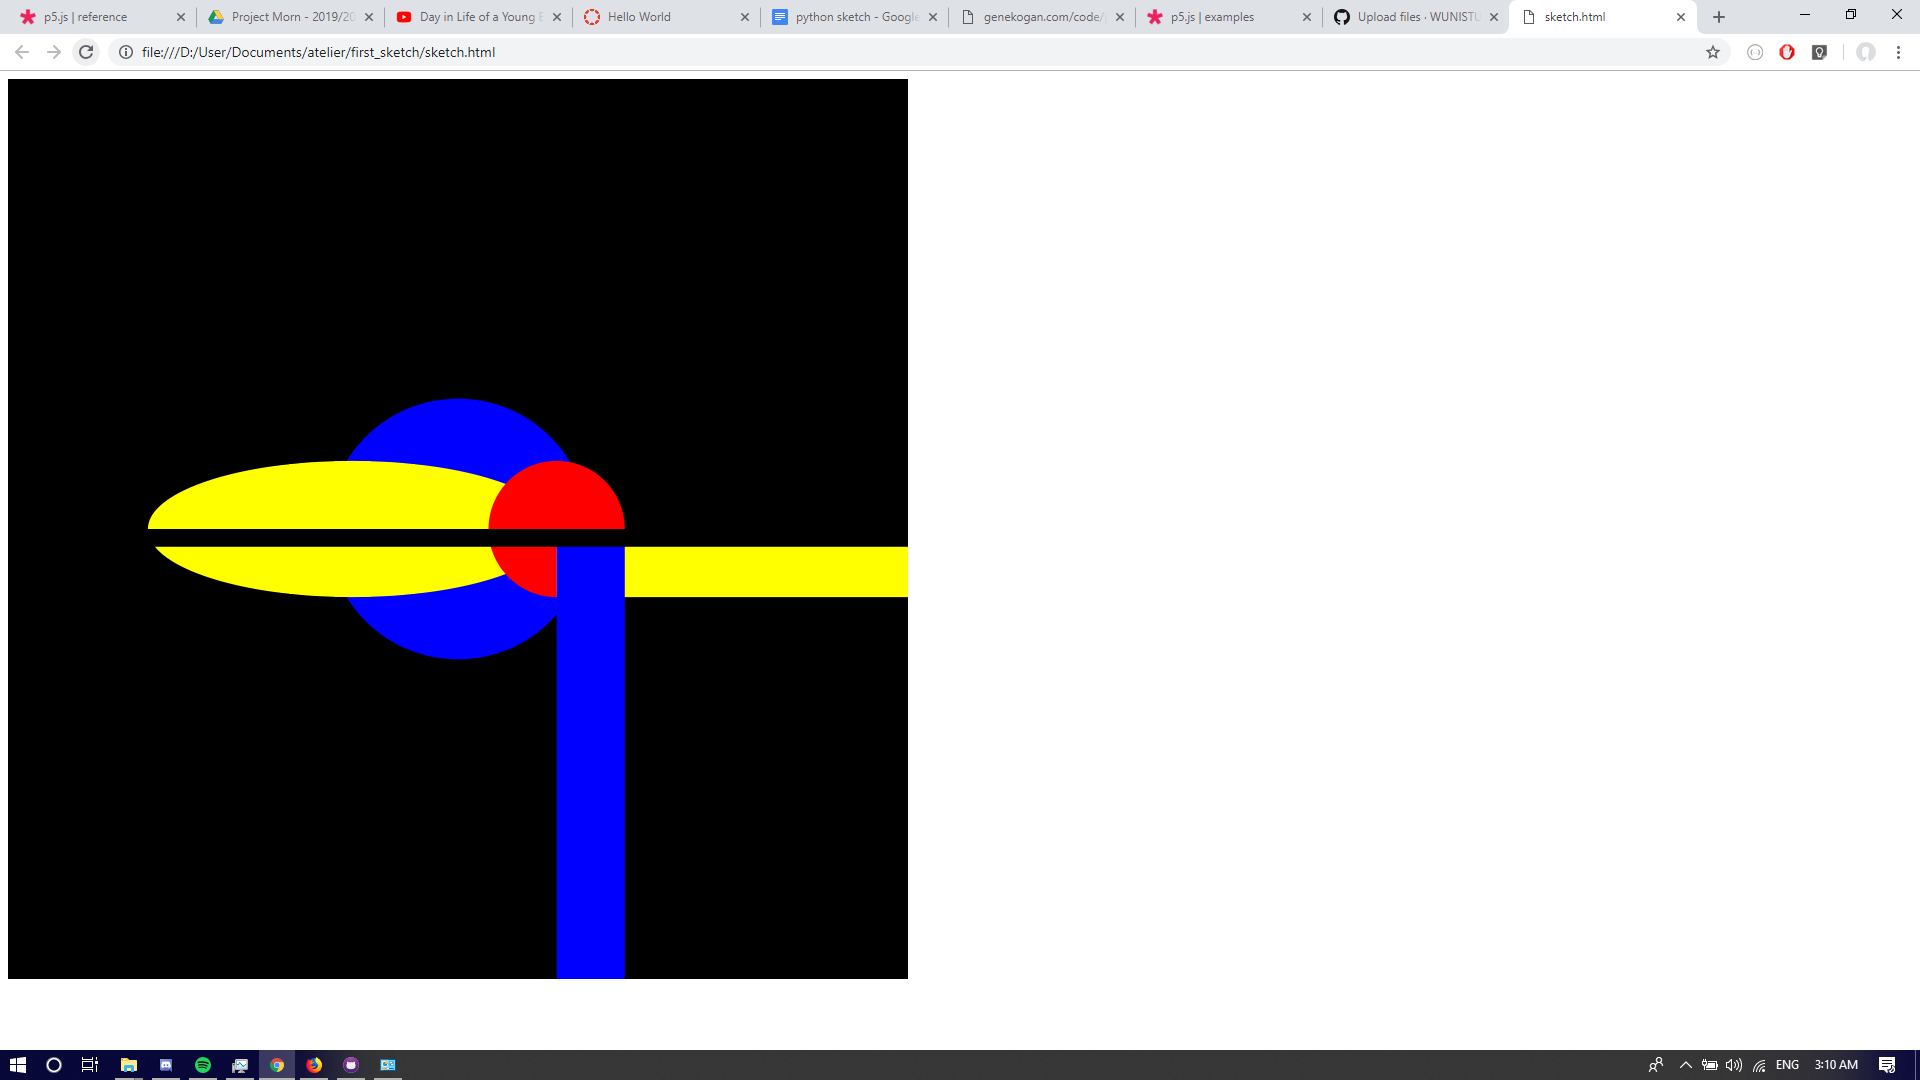 p5.js | reference
Project Morn - 2019/20
Day in Life of a Young
Hello World
python sketch - Google
genekogan.com/code/
p5.js | examples
Upload files · WUNISTU
sketch.html
file:///D:/User/Documents/atelier/first_sketch/sketch.html
ENG
3:10 AM